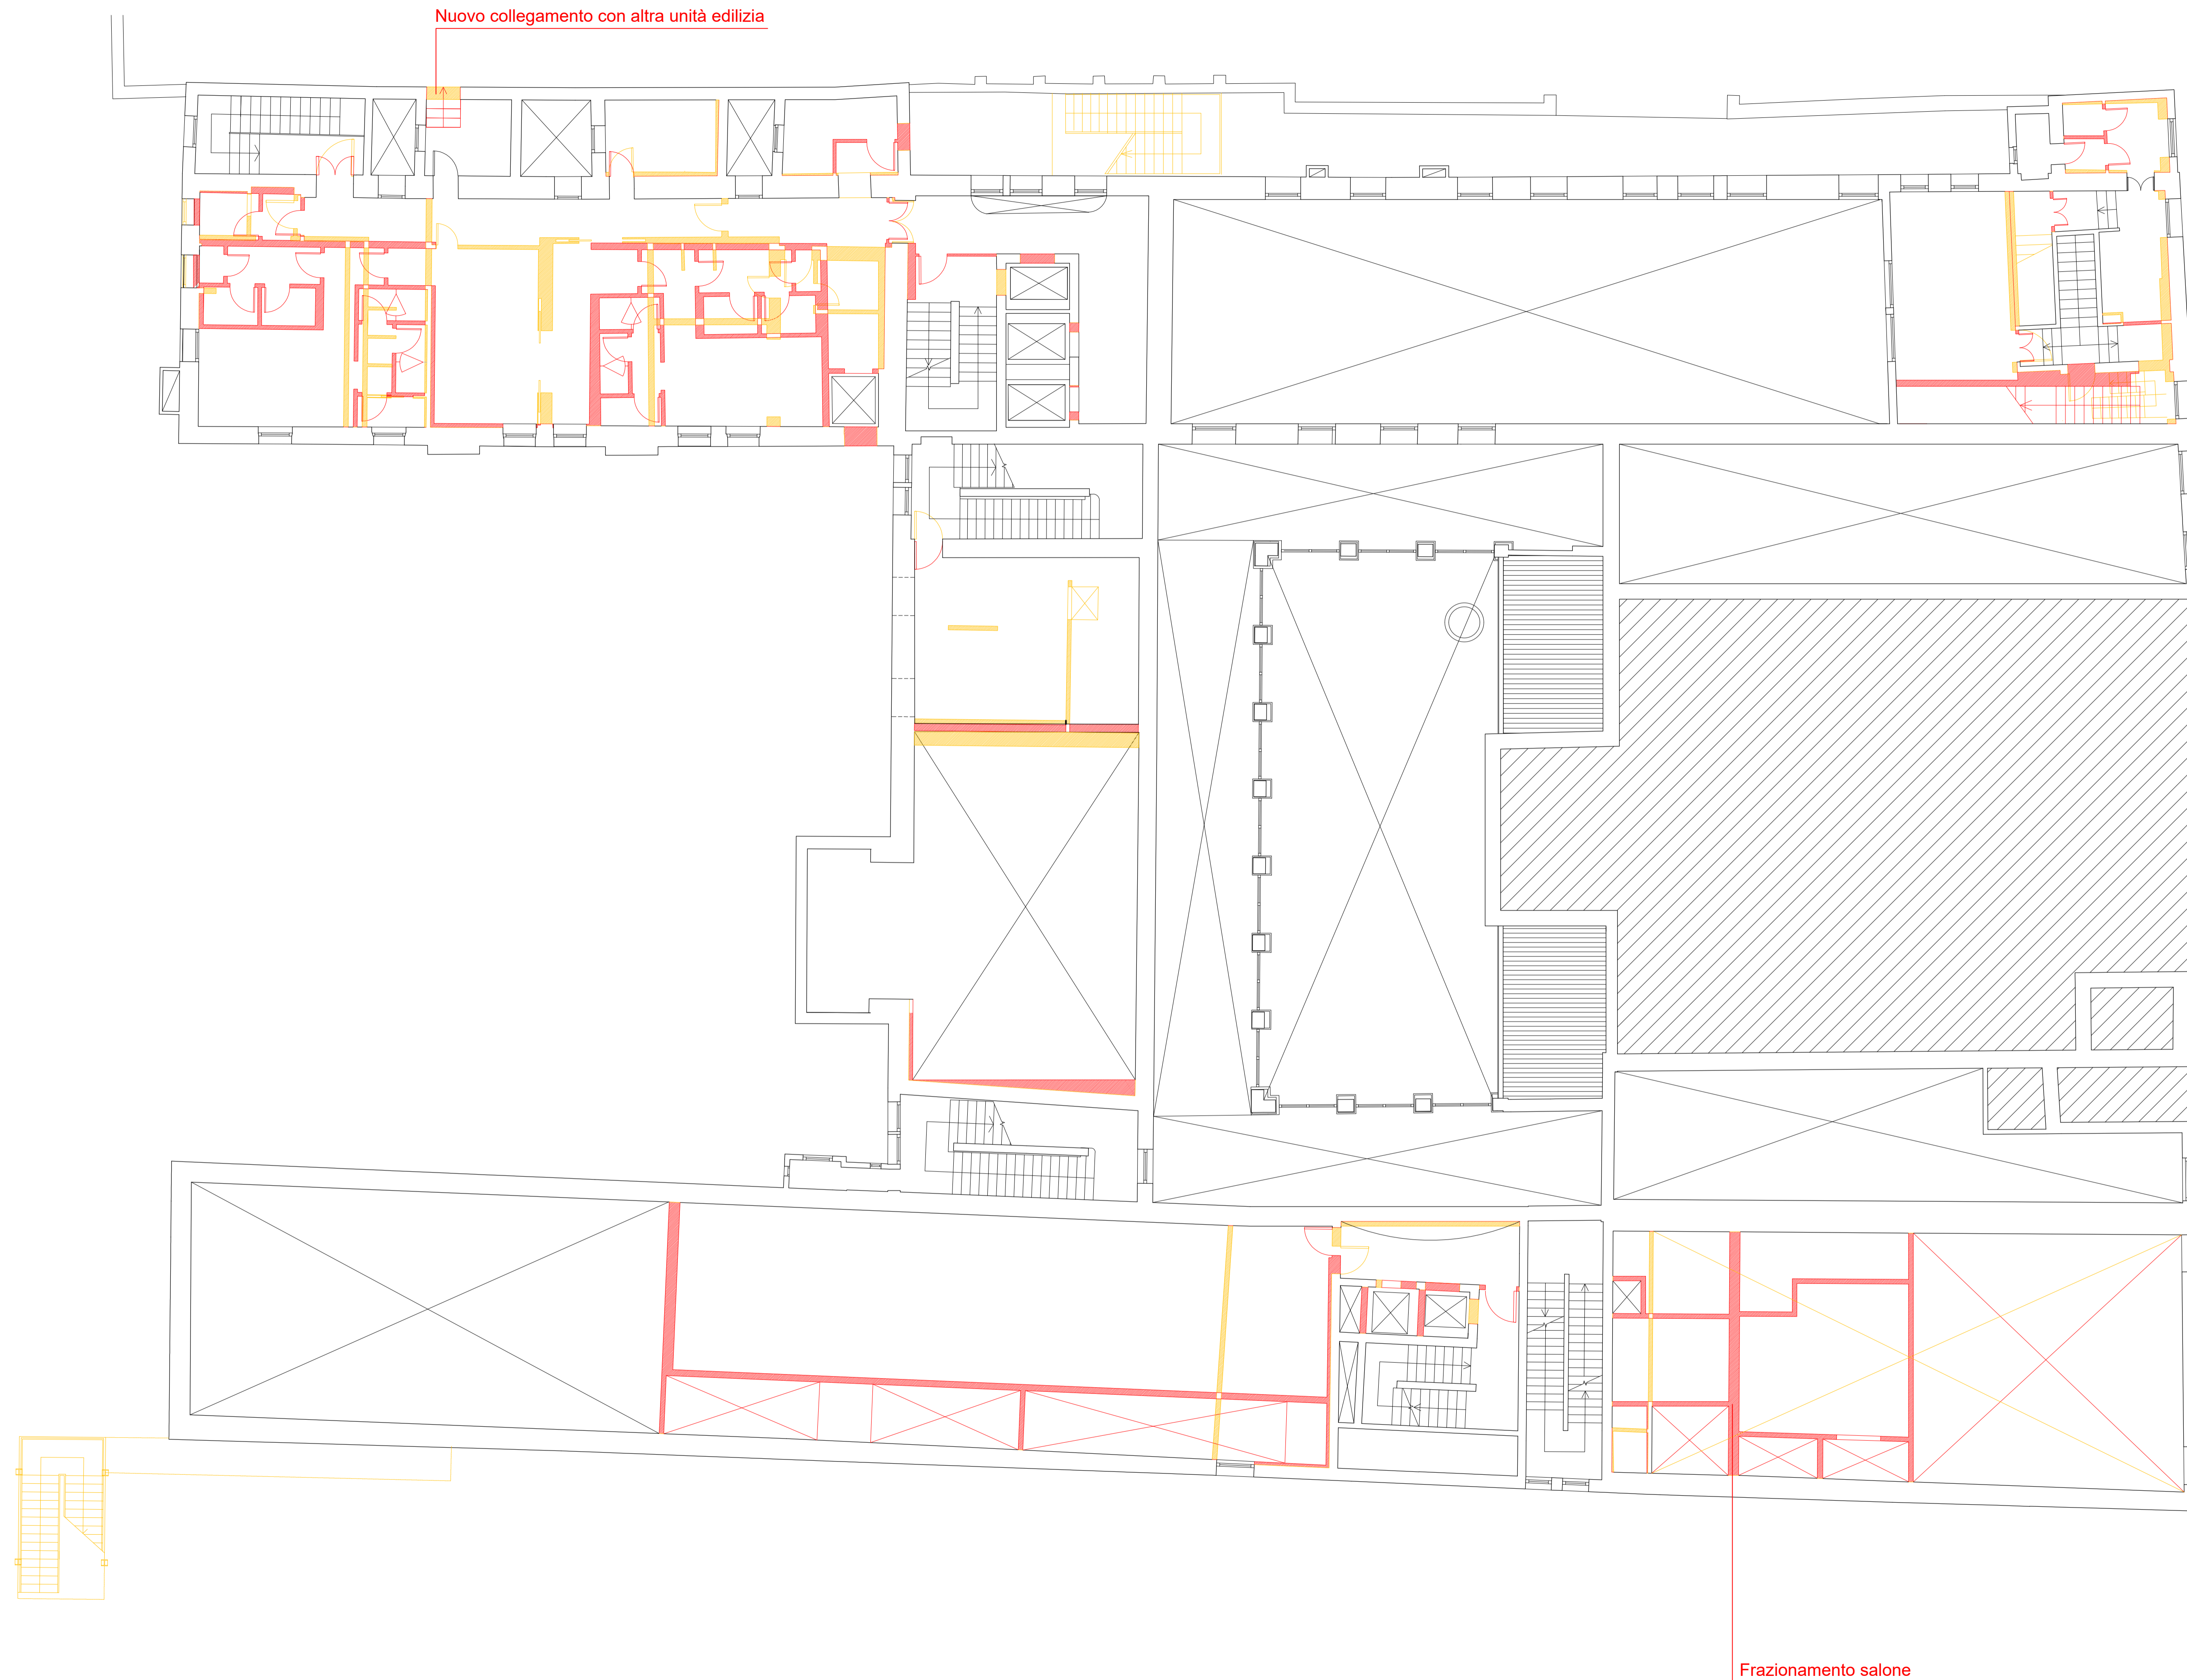 Nuovo collegamento con altra unità edilizia
Frazionamento salone